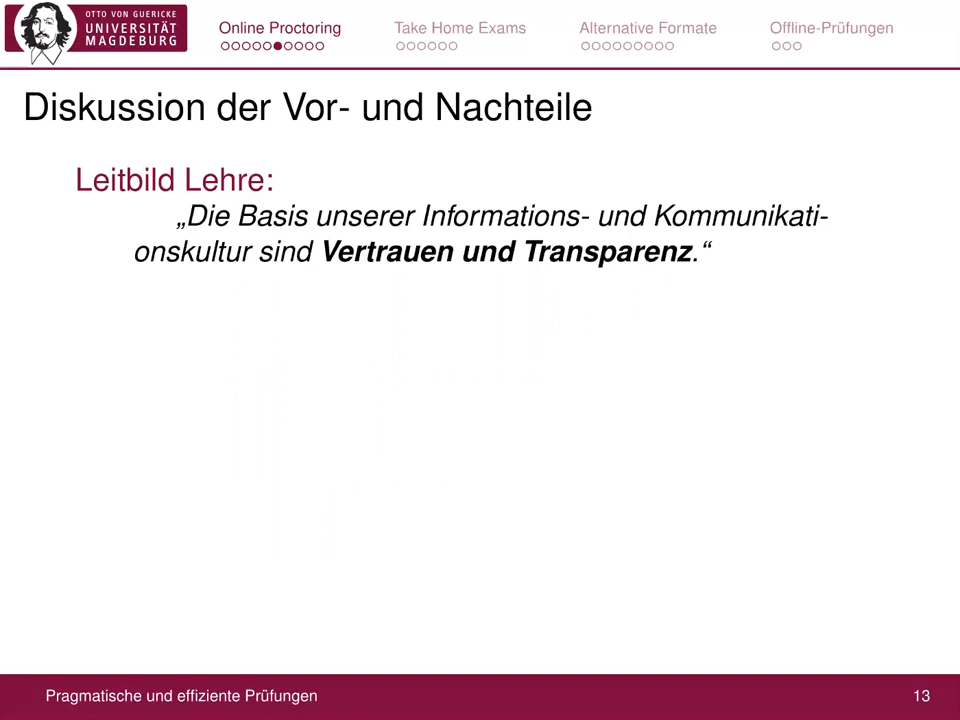 OTTO VON GUERICKE
UNIVERSITÄT
MAGDEBURG
Online Proctoring
Take Home Exams
Alternative Formate
Offline-Prüfungen
Diskussion der Vor- und Nachteile
Leitbild Lehre:
„Die Basis unserer Informations- und Kommunikati-
onskultur sind Vertrauen und Transparenz.“
Pragmatische und effiziente Prüfungen
13